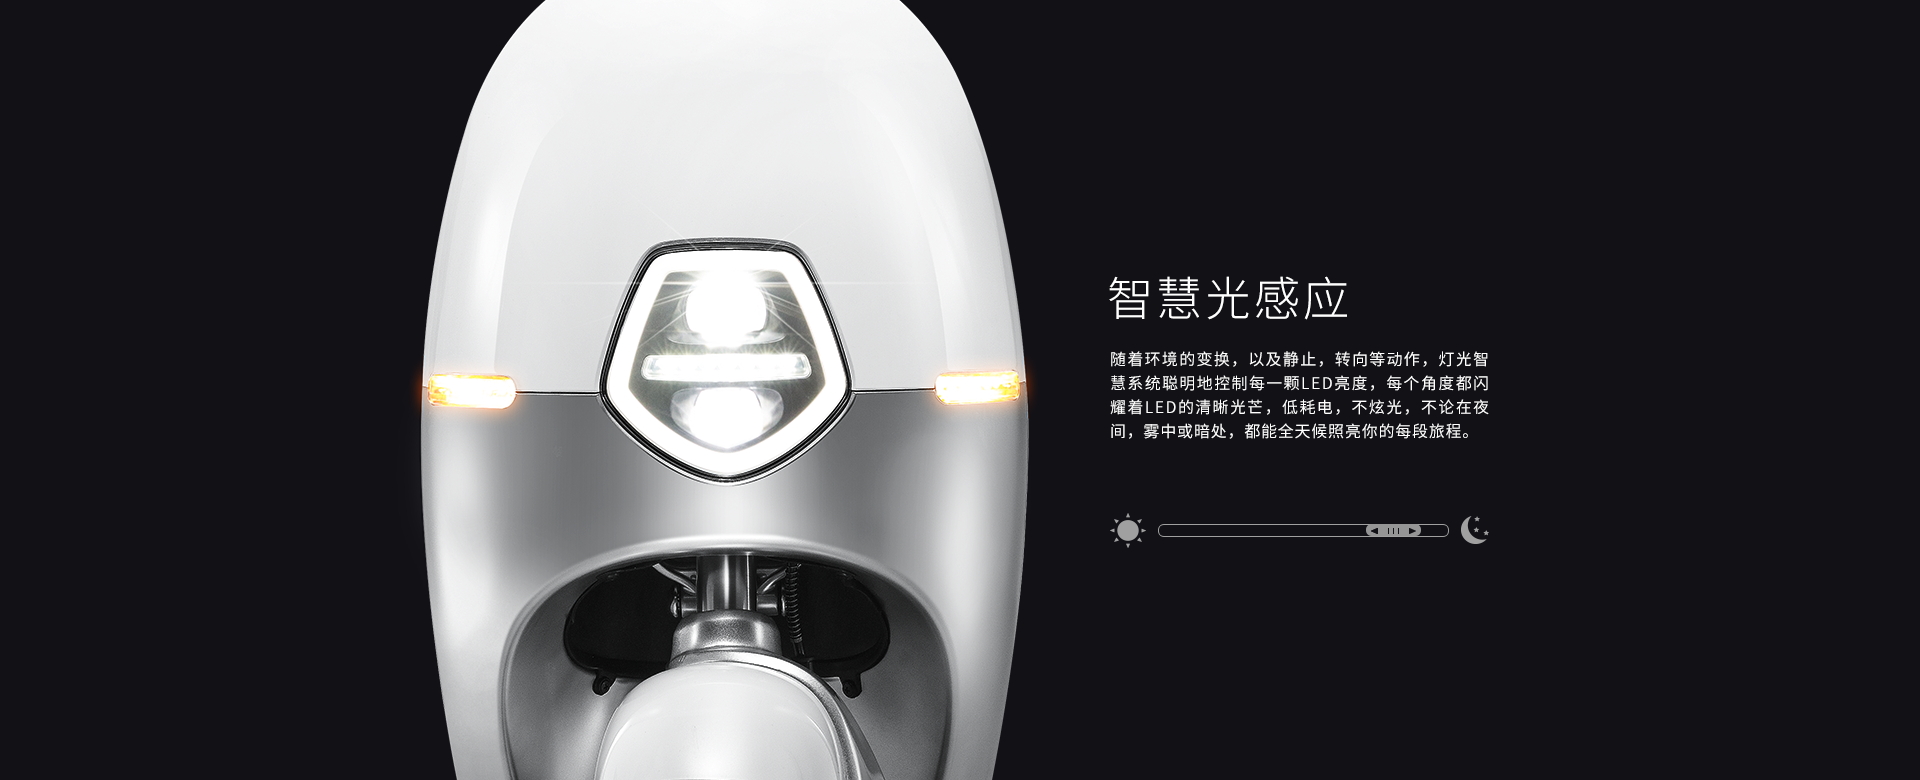 智慧光感应
随着环境的变换，以及静止，转向等动作，灯光智
慧系统聪明地控制每一颗LED亮度，每个角度都闪
耀着LED的清晰光芒，低耗电，不炫光，不论在夜
间，雾中或暗处，都能全天候照亮你的每段旅程。